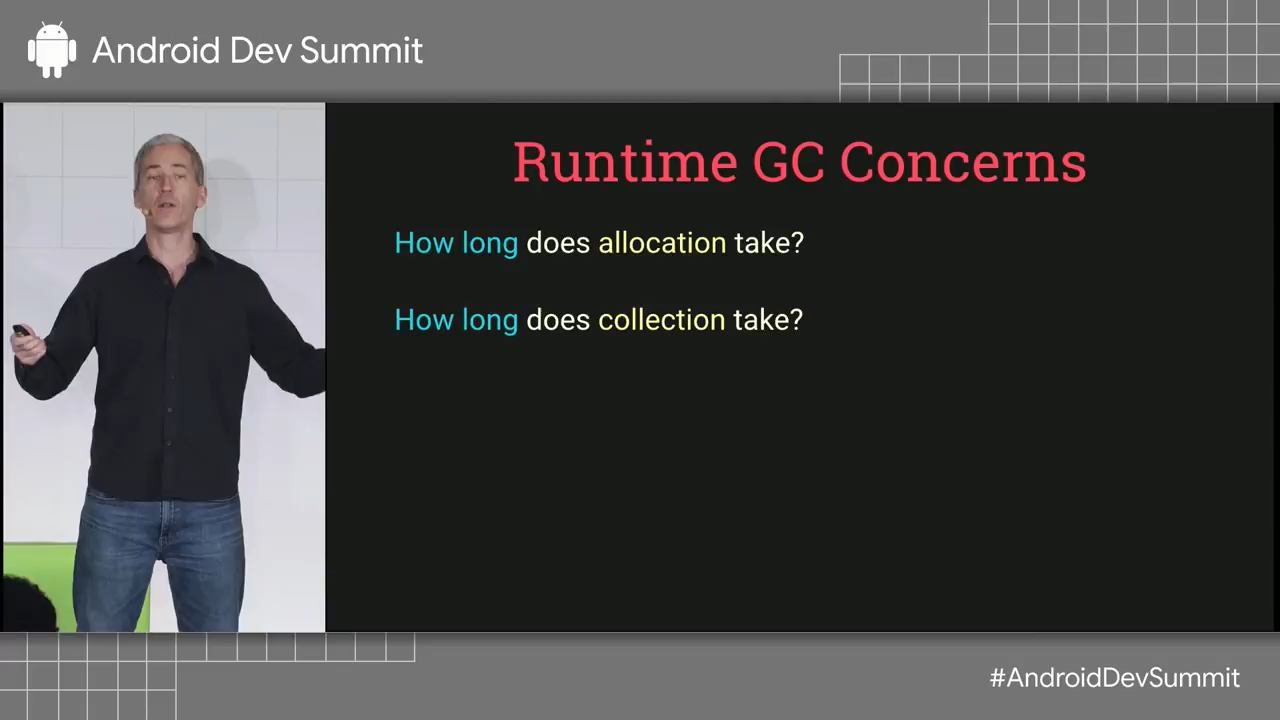 Android Dev Summit
Runtime GC Concerns
How long does allocation take?
How long does collection take?
#AndroidDevSummit